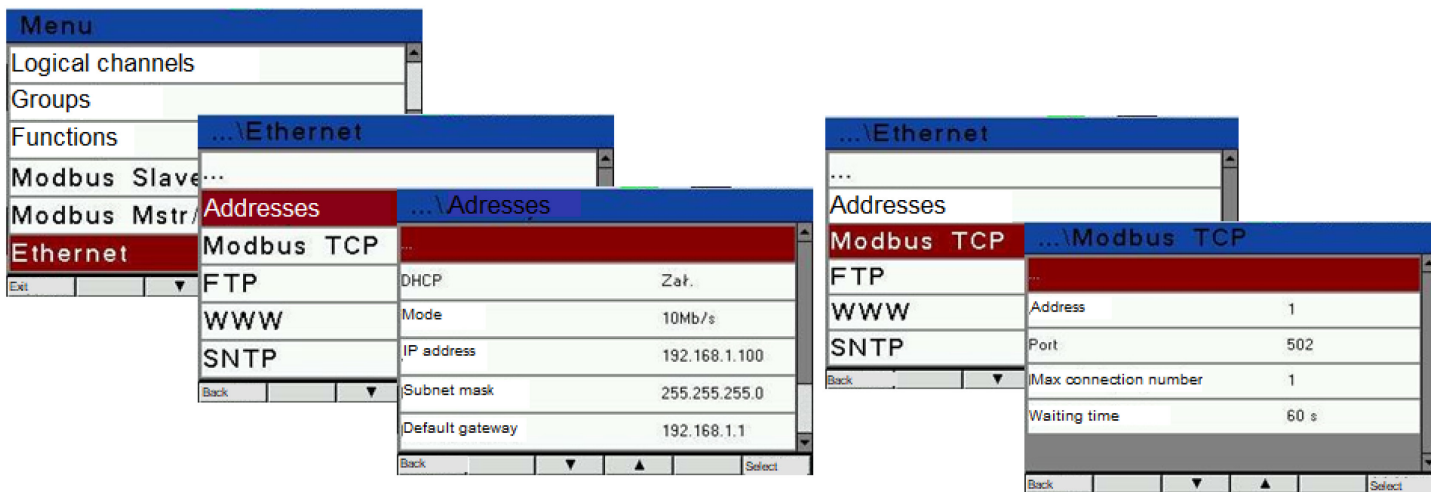 Menu
Logical channels
Groups
Functions
Modbus Slave
Modbus Mstr/
Ethernet
Exit ▼
...\Ethernet
...
Addresses
Modbus TCP
FTP
WWW
SNTP
Back ▼
...\Adresses
...
DHCP Zał.
Mode 10Mb/s
IP address 192.168.1.100
Subnet mask 255.255.255.0
Default gateway 192.168.1.1
Back ▼ ▲ Select
...\Ethernet
...
Addresses
Modbus TCP
FTP
WWW
SNTP
Back ▼
...\Modbus TCP
...
Address 1
Port 502
Max connection number 1
Waiting time 60 s
Back ▼ ▲ Select